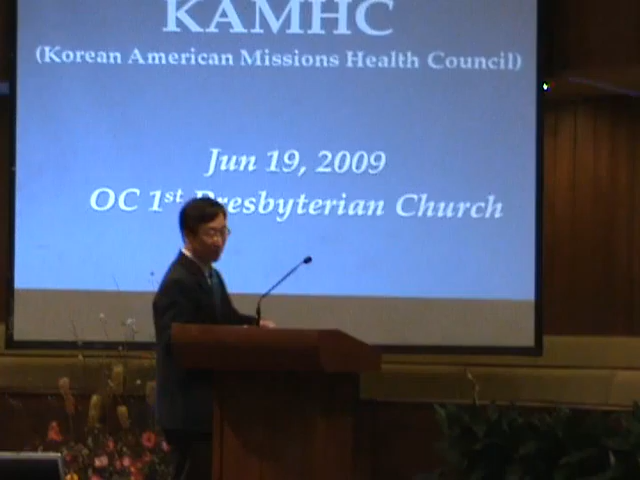 KAMHC
(Korean American Missions Health Council)
Jun 19, 2009
OC 1st Presbyterian Church